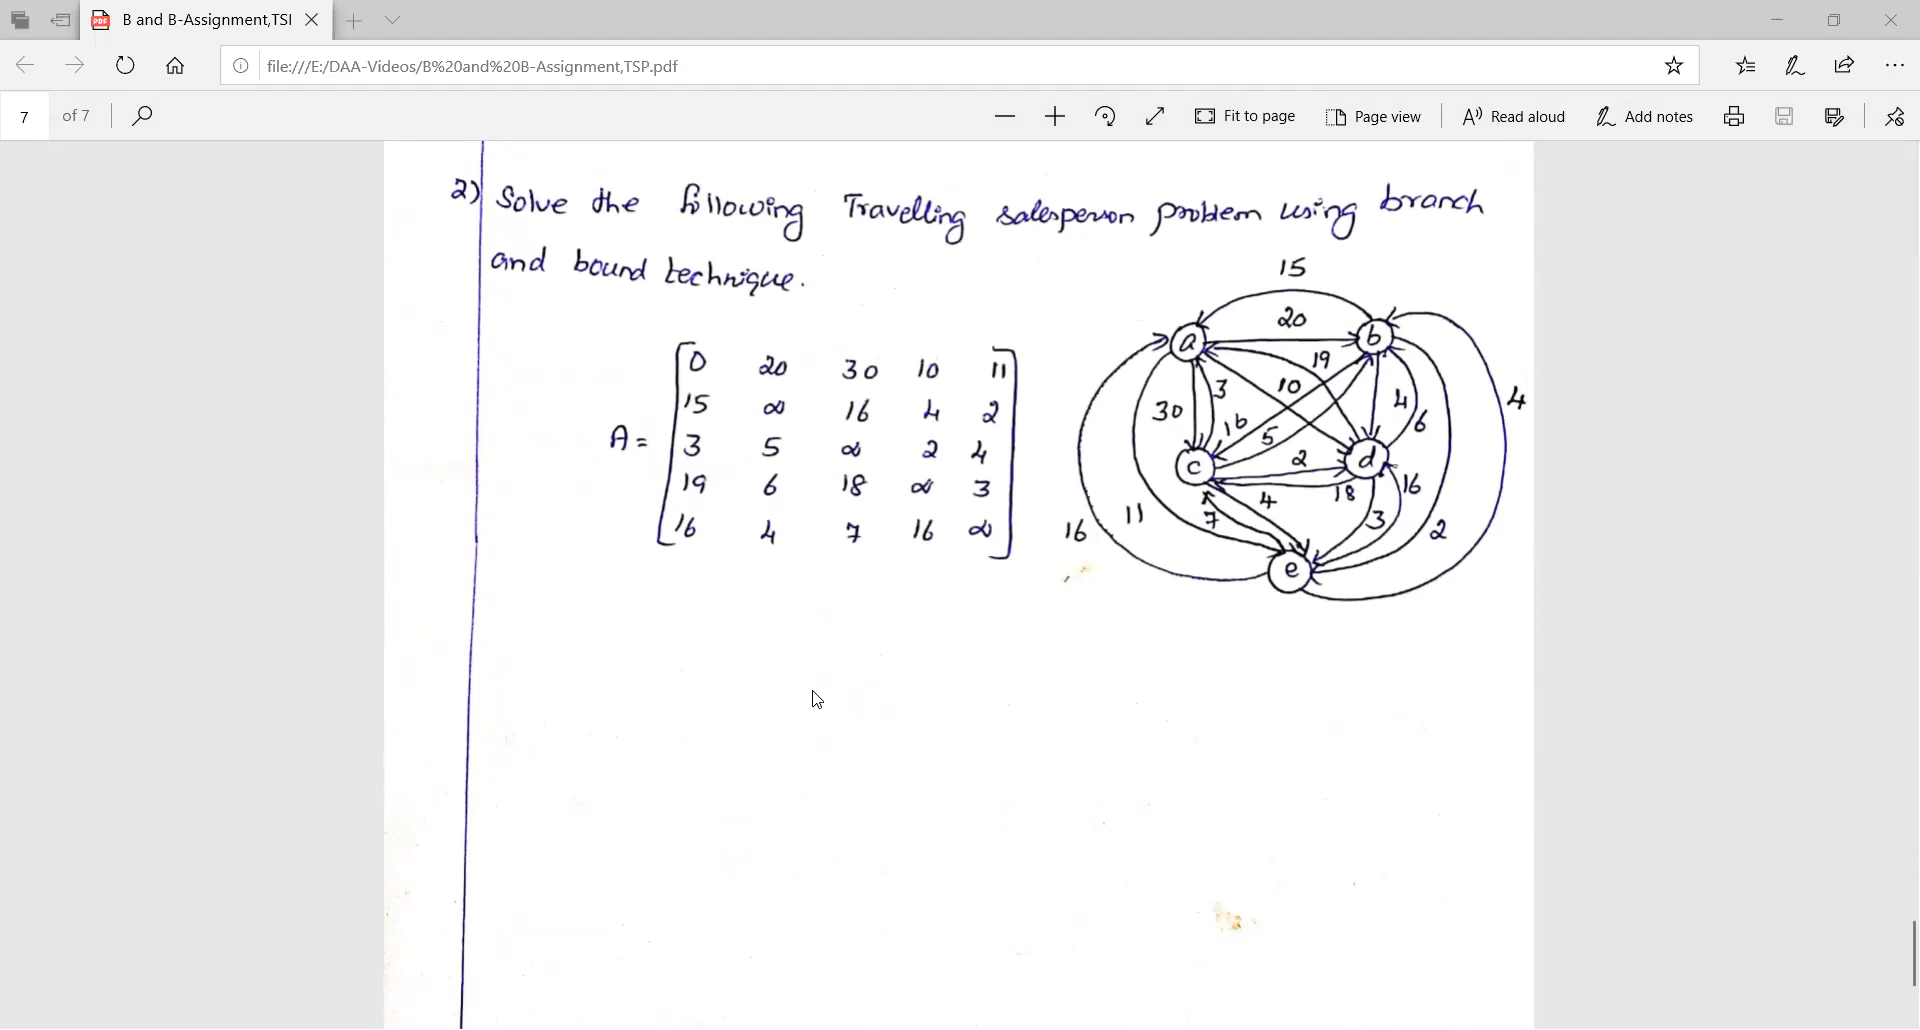 B and B-Assignment,TSI
file:///E:/DAA-Videos/B%20and%20B-Assignment,TSP.pdf
7 of 7 Fit to page Page view Read aloud Add notes
2) Solve the following Travelling salesperson problem using branch
and bound technique.
A =
0 20 30 10 11
15 ∞ 16 4 2
3 5 ∞ 2 4
19 6 18 ∞ 3
16 4 7 16 ∞
15
a 20 b
19
3 10 4 4
30 16 5 6
c 2 d
18 16
4
7 3
16 11 2
e